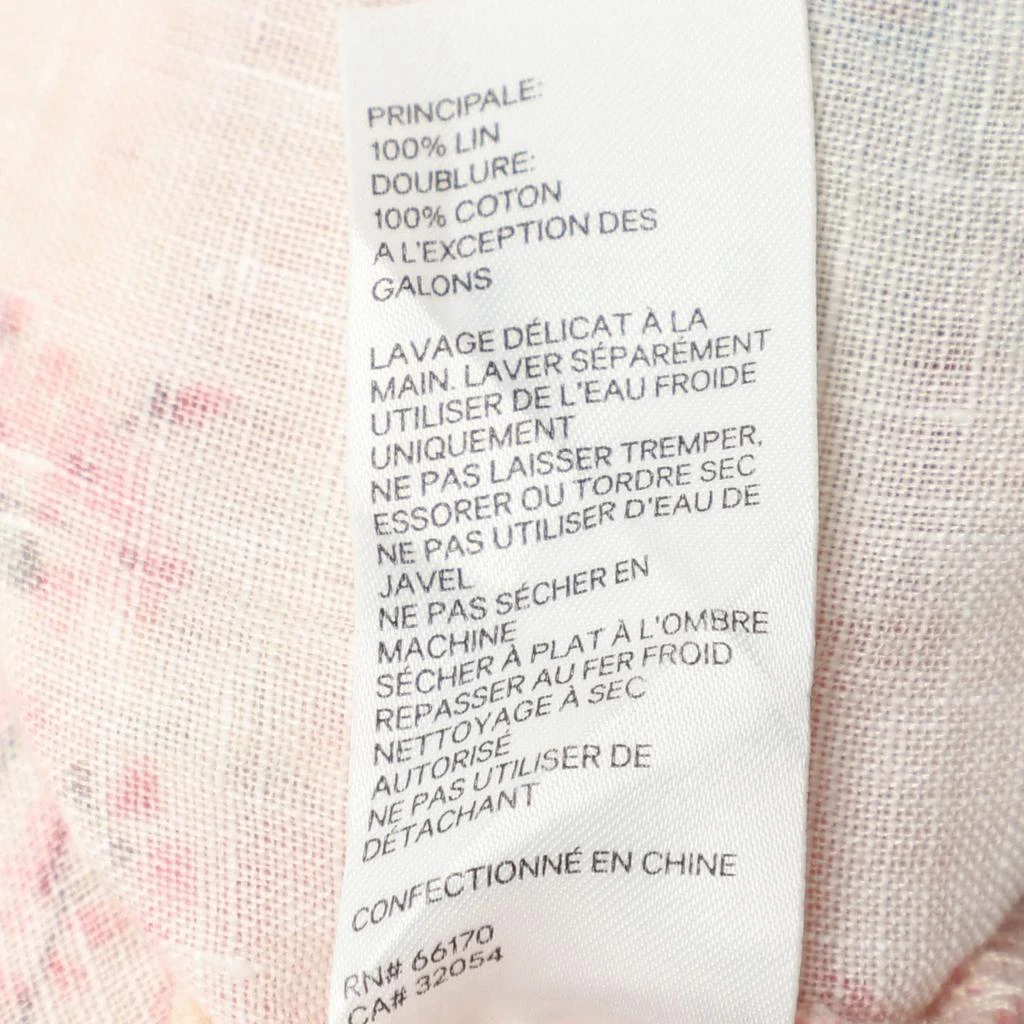 PRINCIPALE:
100% LIN
DOUBLURE:
100% COTON
A L'EXCEPTION DES
GALONS
LAVAGE DÉLICAT À LA
MAIN. LAVER SÉPARÉMENT
UTILISER DE L'EAU FROIDE
UNIQUEMENT
NE PAS LAISSER TREMPER,
ESSORER OU TORDRE SEC
NE PAS UTILISER D'EAU DE
JAVEL
NE PAS SÉCHER EN
MACHINE
SÉCHER À PLAT À L'OMBRE
REPASSER AU FER FROID
NETTOYAGE À SEC
AUTORISÉ
NE PAS UTILISER DE
DÉTACHANT
CONFECTIONNÉ EN CHINE
RN# 66170
CA# 32054